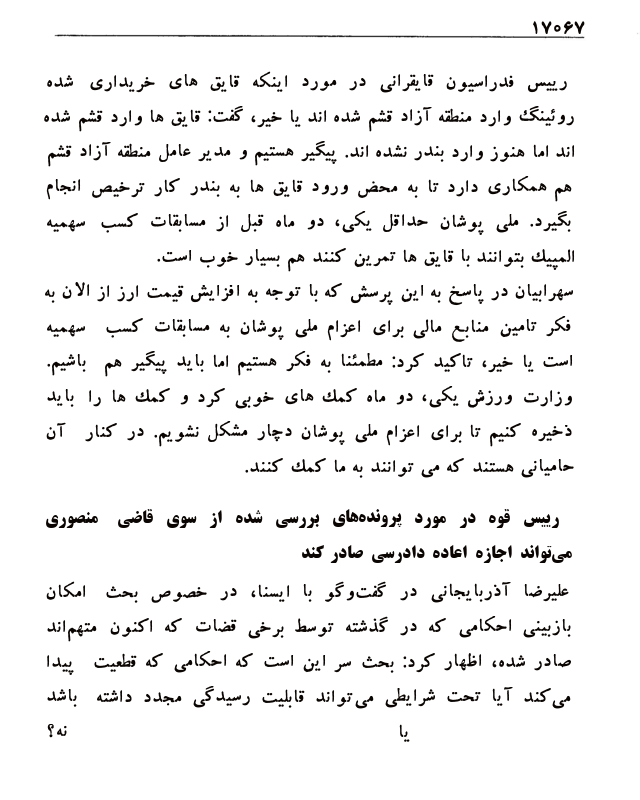 ۱۷۰۶۷
رییس فدراسیون قایقرانی در مورد اینکه قایق های خریداری شده
روئینگ وارد منطقه آزاد قشم شده اند یا خیر، گفت: قایق ها وارد قشم شده
اند اما هنوز وارد بندر نشده اند. پیگیر هستیم و مدیر عامل منطقه آزاد قشم
هم همکاری دارد تا به محض ورود قایق ها به بندر کار ترخیص انجام
بگیرد. ملی پوشان حداقل یکی، دو ماه قبل از مسابقات کسب سهمیه
المپیک بتوانند با قایق ها تمرین کنند هم بسیار خوب است.
سهرابیان در پاسخ به این پرسش که با توجه به افزایش قیمت ارز از الان به
فکر تامین منابع مالی برای اعزام ملی پوشان به مسابقات کسب سهمیه
است یا خیر، تاکید کرد: مطمئنا به فکر هستیم اما باید پیگیر هم باشیم.
وزارت ورزش یکی، دو ماه کمک های خوبی کرد و کمک ها را باید
ذخیره کنیم تا برای اعزام ملی پوشان دچار مشکل نشویم. در کنار آن
حامیانی هستند که می توانند به ما کمک کنند.
رییس قوه در مورد پرونده‌های بررسی شده از سوی قاضی منصوری
می‌تواند اجازه اعاده دادرسی صادر کند
علیرضا آذربایجانی در گفت‌وگو با ایسنا، در خصوص بحث امکان
بازبینی احکامی که در گذشته توسط برخی قضات که اکنون متهم‌اند
صادر شده، اظهار کرد: بحث سر این است که احکامی که قطعیت پیدا
می‌کند آیا تحت شرایطی می‌تواند قابلیت رسیدگی مجدد داشته باشد
یا نه؟